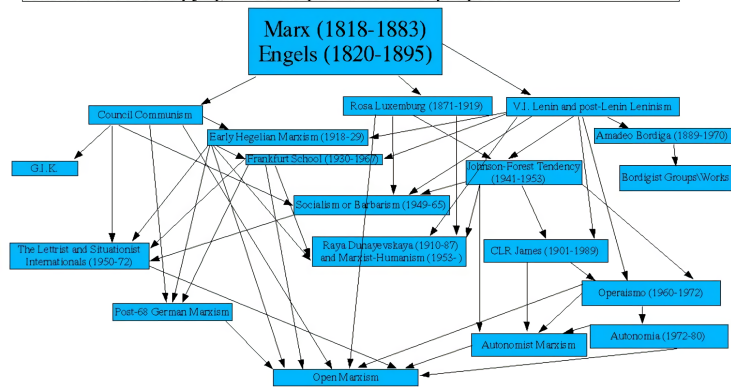 Marx (1818-1883)
Engels (1820-1895)
Council Communism
Rosa Luxemburg (1871-1919)
V.I. Lenin and post-Lenin Leninism
Early Hegelian Marxism (1918-29)
Amadeo Bordiga (1889-1970)
G.I.K.
Frankfurt School (1930-1967)
Johnson-Forest Tendency
(1941-1953)
Bordigist Groups\Works
Socialism or Barbarism (1949-65)
The Lettrist and Situationist
Internationals (1950-72)
Raya Dunayevskaya (1910-87)
and Marxist-Humanism (1953- )
CLR James (1901-1989)
Operaismo (1960-1972)
Post-68 German Marxism
Autonomia (1972-80)
Autonomist Marxism
Open Marxism